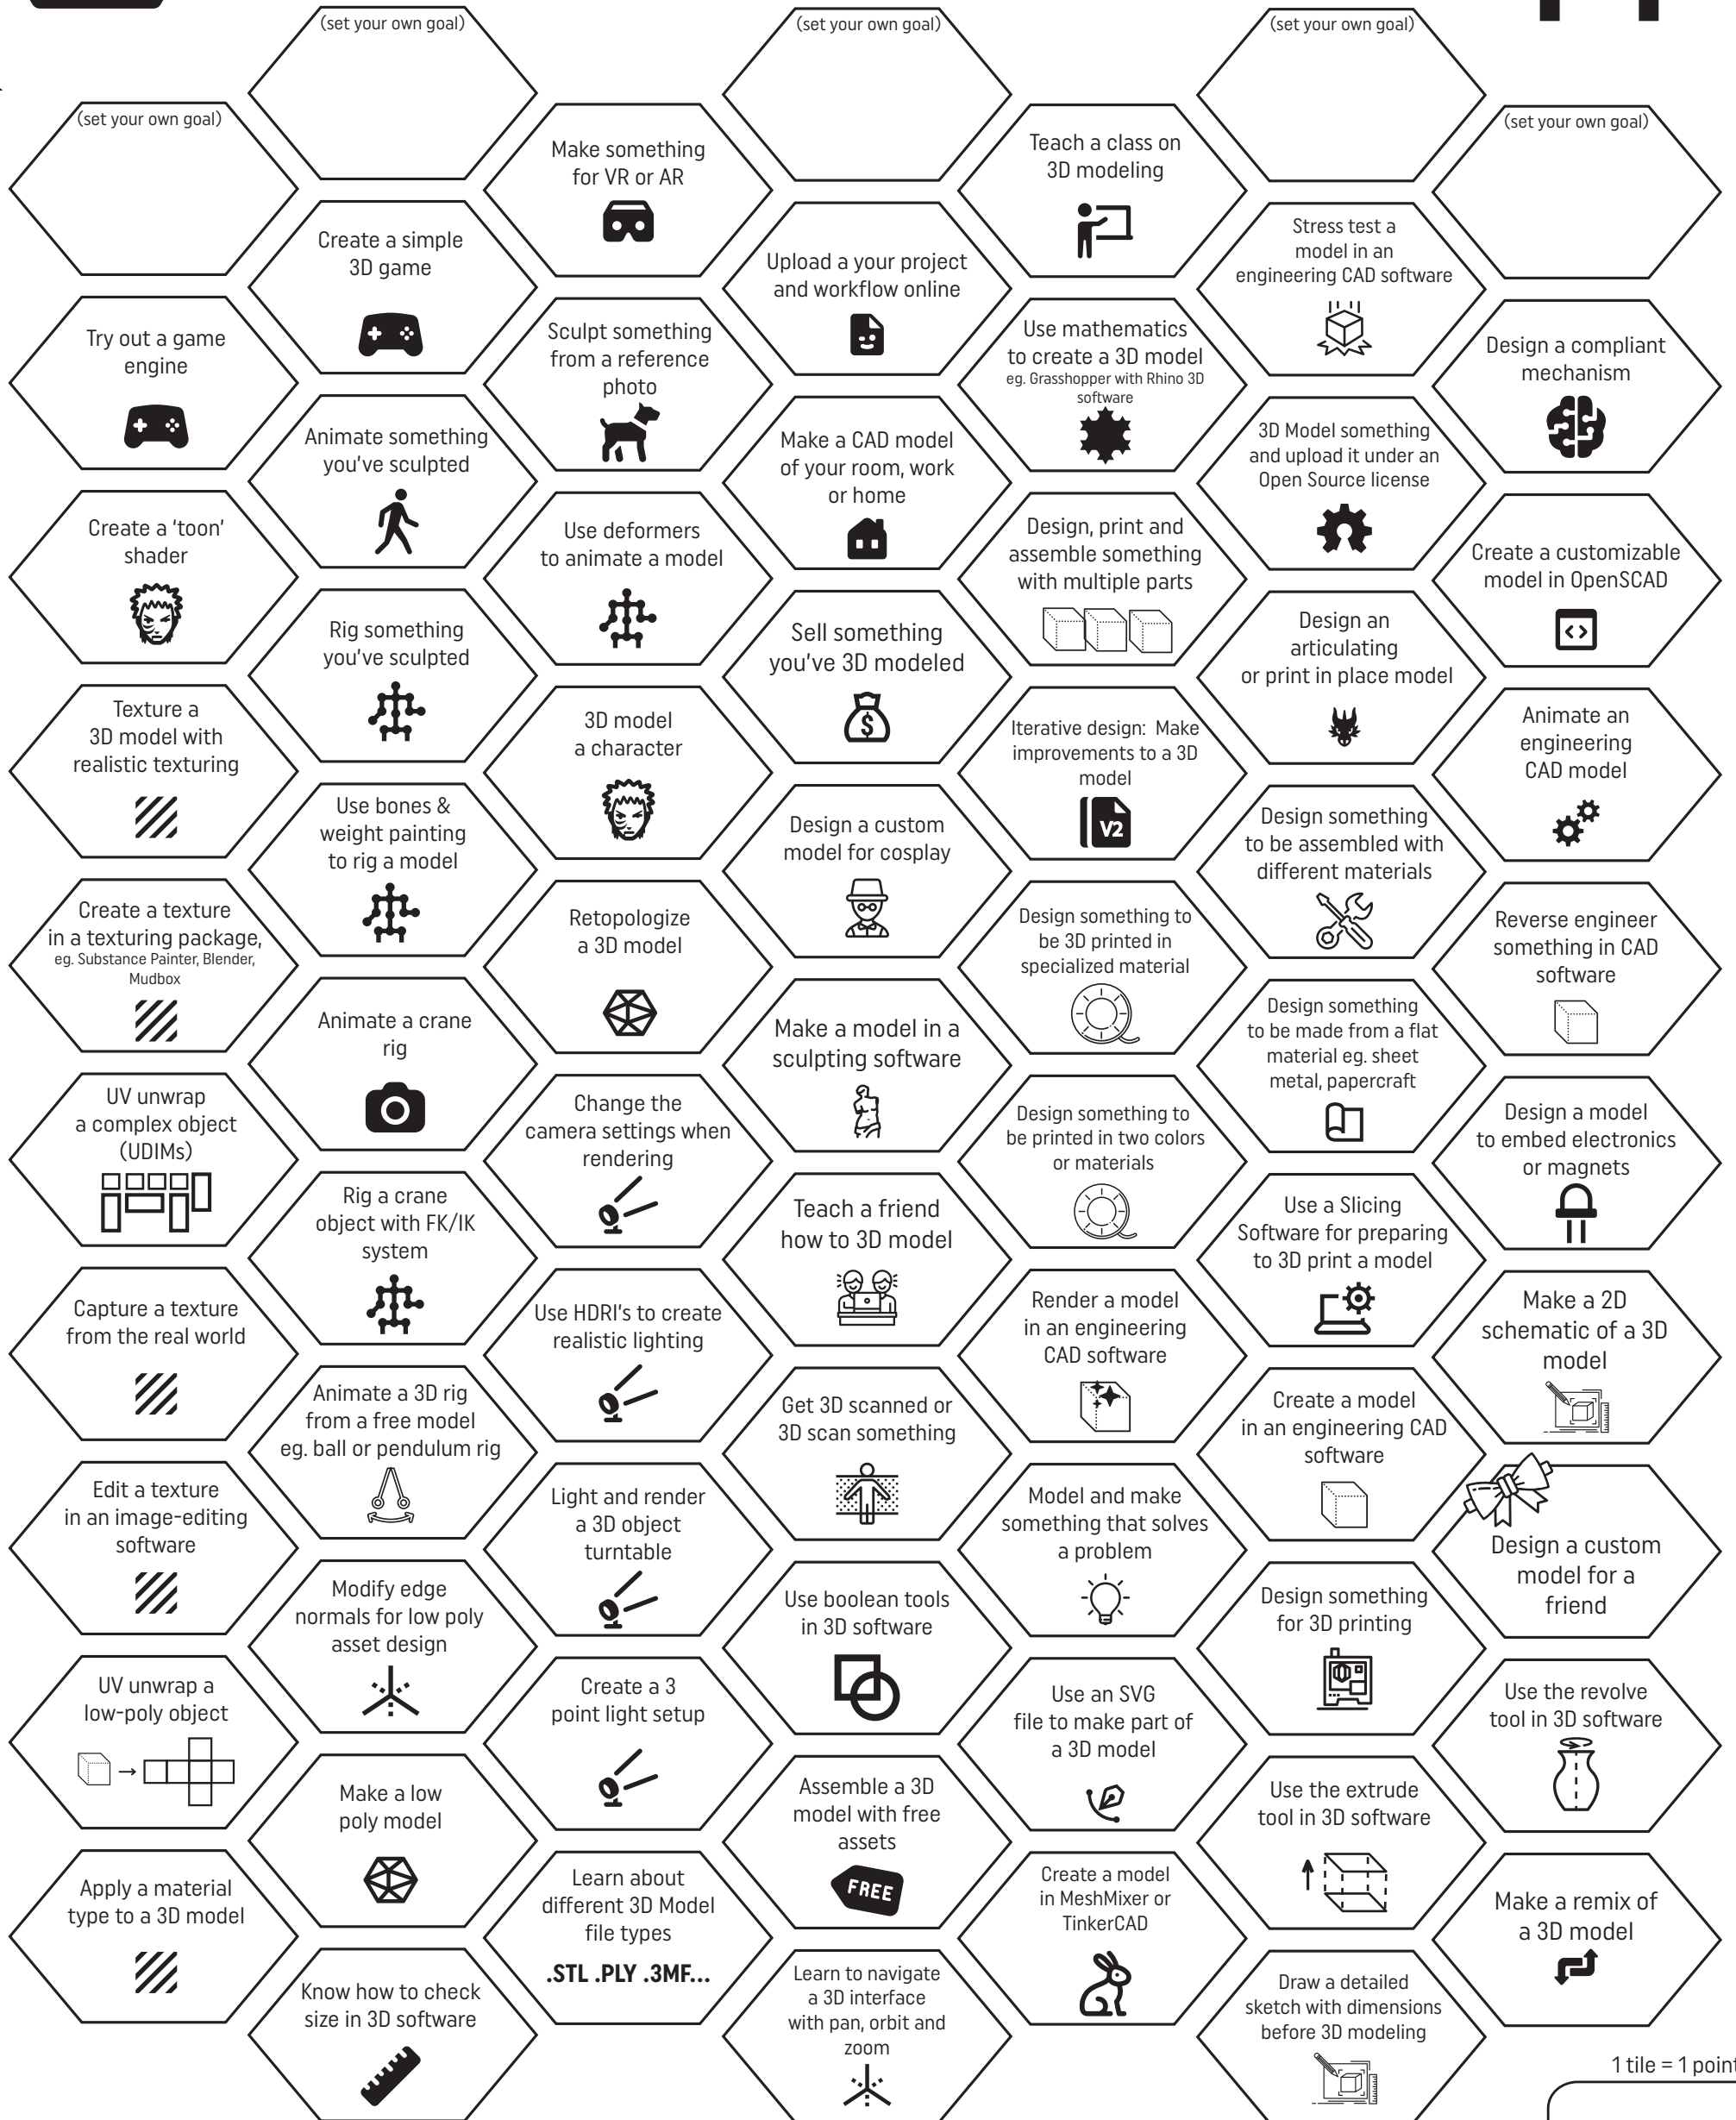 (set your own goal)
(set your own goal)
(set your own goal)
(set your own goal)
(set your own goal)
Make something
for VR or AR
Teach a class on
3D modeling
Create a simple
3D game
Upload a your project
and workflow online
Stress test a
model in an
engineering CAD software
Try out a game
engine
Sculpt something
from a reference
photo
Use mathematics
to create a 3D model
eg. Grasshopper with Rhino 3D
software
Design a compliant
mechanism
Animate something
you've sculpted
Make a CAD model
of your room, work
or home
3D Model something
and upload it under an
Open Source license
Create a ‘toon’
shader
Use deformers
to animate a model
Design, print and
assemble something
with multiple parts
Create a customizable
model in OpenSCAD
Rig something
you've sculpted
Sell something
you've 3D modeled
$
Design an
articulating
or print in place model
Texture a
3D model with
realistic texturing
3D model
a character
Iterative design: Make
improvements to a 3D
model
V2
Animate an
engineering
CAD model
Use bones &
weight painting
to rig a model
Design a custom
model for cosplay
Design something
to be assembled with
different materials
Create a texture
in a texturing package,
eg. Substance Painter, Blender,
Mudbox
Retopologize
a 3D model
Design something to
be 3D printed in
specialized material
Reverse engineer
something in CAD
software
Animate a crane
rig
Make a model in a
sculpting software
Design something
to be made from a flat
material eg. sheet
metal, papercraft
UV unwrap
a complex object
(UDIMs)
Change the
camera settings when
rendering
Design something to
be printed in two colors
or materials
Design a model
to embed electronics
or magnets
Rig a crane
object with FK/IK
system
Teach a friend
how to 3D model
Use a Slicing
Software for preparing
to 3D print a model
Capture a texture
from the real world
Use HDRI's to create
realistic lighting
Render a model
in an engineering
CAD software
Make a 2D
schematic of a 3D
model
Animate a 3D rig
from a free model
eg. ball or pendulum rig
Get 3D scanned or
3D scan something
Create a model
in an engineering CAD
software
Edit a texture
in an image-editing
software
Light and render
a 3D object
turntable
Model and make
something that solves
a problem
Design a custom
model for a
friend
Modify edge
normals for low poly
asset design
Use boolean tools
in 3D software
Design something
for 3D printing
UV unwrap a
low-poly object
Create a 3
point light setup
Use an SVG
file to make part of
a 3D model
Use the revolve
tool in 3D software
Make a low
poly model
Assemble a 3D
model with free
assets
FREE
Use the extrude
tool in 3D software
Apply a material
type to a 3D model
Learn about
different 3D Model
file types
.STL .PLY .3MF...
Create a model
in MeshMixer or
TinkerCAD
Make a remix of
a 3D model
Know how to check
size in 3D software
Learn to navigate
a 3D interface
with pan, orbit and
zoom
Draw a detailed
sketch with dimensions
before 3D modeling
1 tile = 1 point